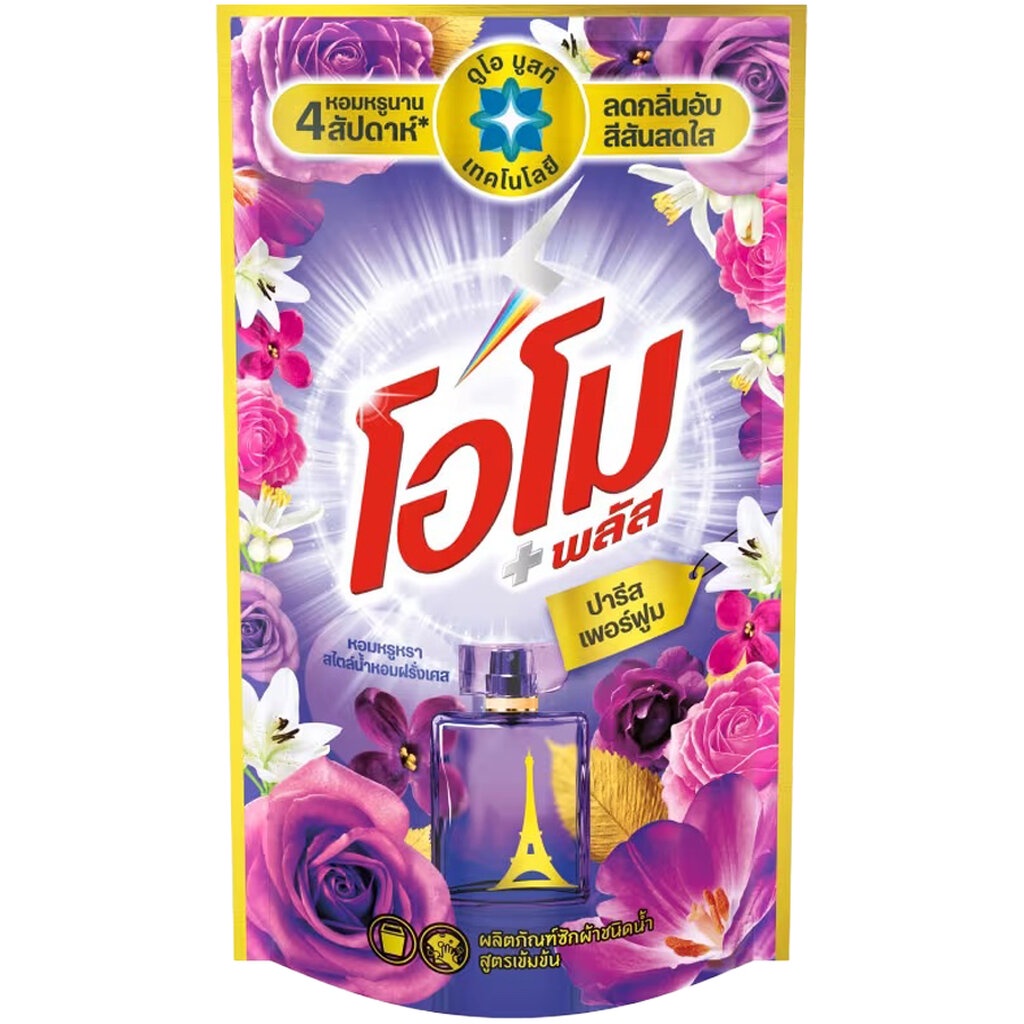 หอมหรูนาน
4 สัปดาห์*
ดูโอ บูสท์
เทคโนโลยี
ลดกลิ่นอับ
สีสันสดใส
โอโม
+ พลัส
ปารีส
เพอร์ฟูม
หอมหรูหรา
สไตล์น้ำหอมฝรั่งเศส
ผลิตภัณฑ์ซักผ้าชนิดน้ำ
สูตรเข้มข้น